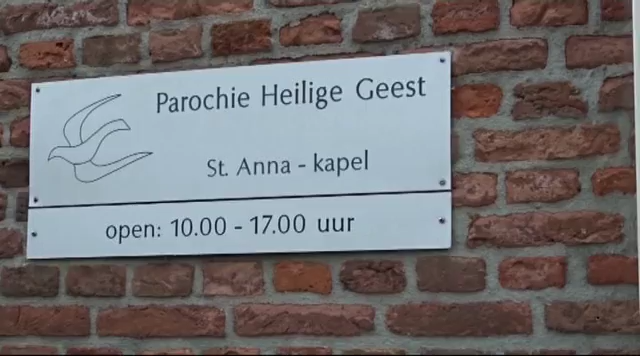 Parochie Heilige Geest
St. Anna - kapel
open: 10.00 - 17.00 uur